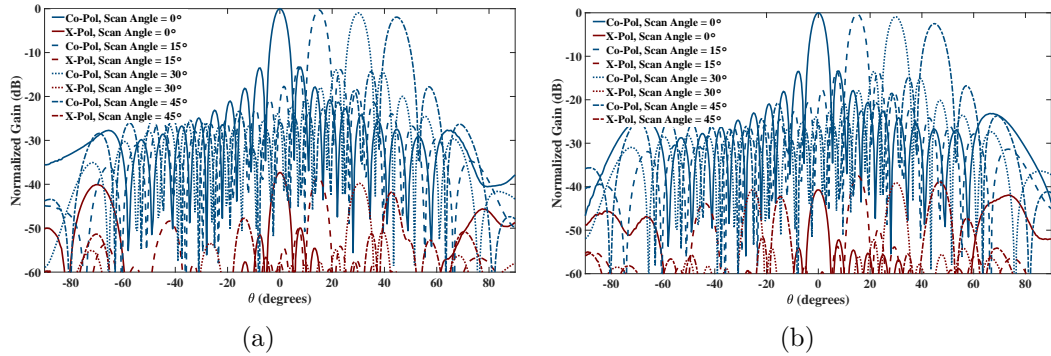 0
-10
-20
-30
-40
-50
-60
Normalized Gain (dB)
Co-Pol, Scan Angle = 0°
X-Pol, Scan Angle = 0°
Co-Pol, Scan Angle = 15°
X-Pol, Scan Angle = 15°
Co-Pol, Scan Angle = 30°
X-Pol, Scan Angle = 30°
Co-Pol, Scan Angle = 45°
X-Pol, Scan Angle = 45°
-80 -60 -40 -20 0 20 40 60 80
θ (degrees)
(a)
0
-10
-20
-30
-40
-50
-60
Normalized Gain (dB)
Co-Pol, Scan Angle = 0°
X-Pol, Scan Angle = 0°
Co-Pol, Scan Angle = 15°
X-Pol, Scan Angle = 15°
Co-Pol, Scan Angle = 30°
X-Pol, Scan Angle = 30°
Co-Pol, Scan Angle = 45°
X-Pol, Scan Angle = 45°
-80 -60 -40 -20 0 20 40 60 80
θ (degrees)
(b)